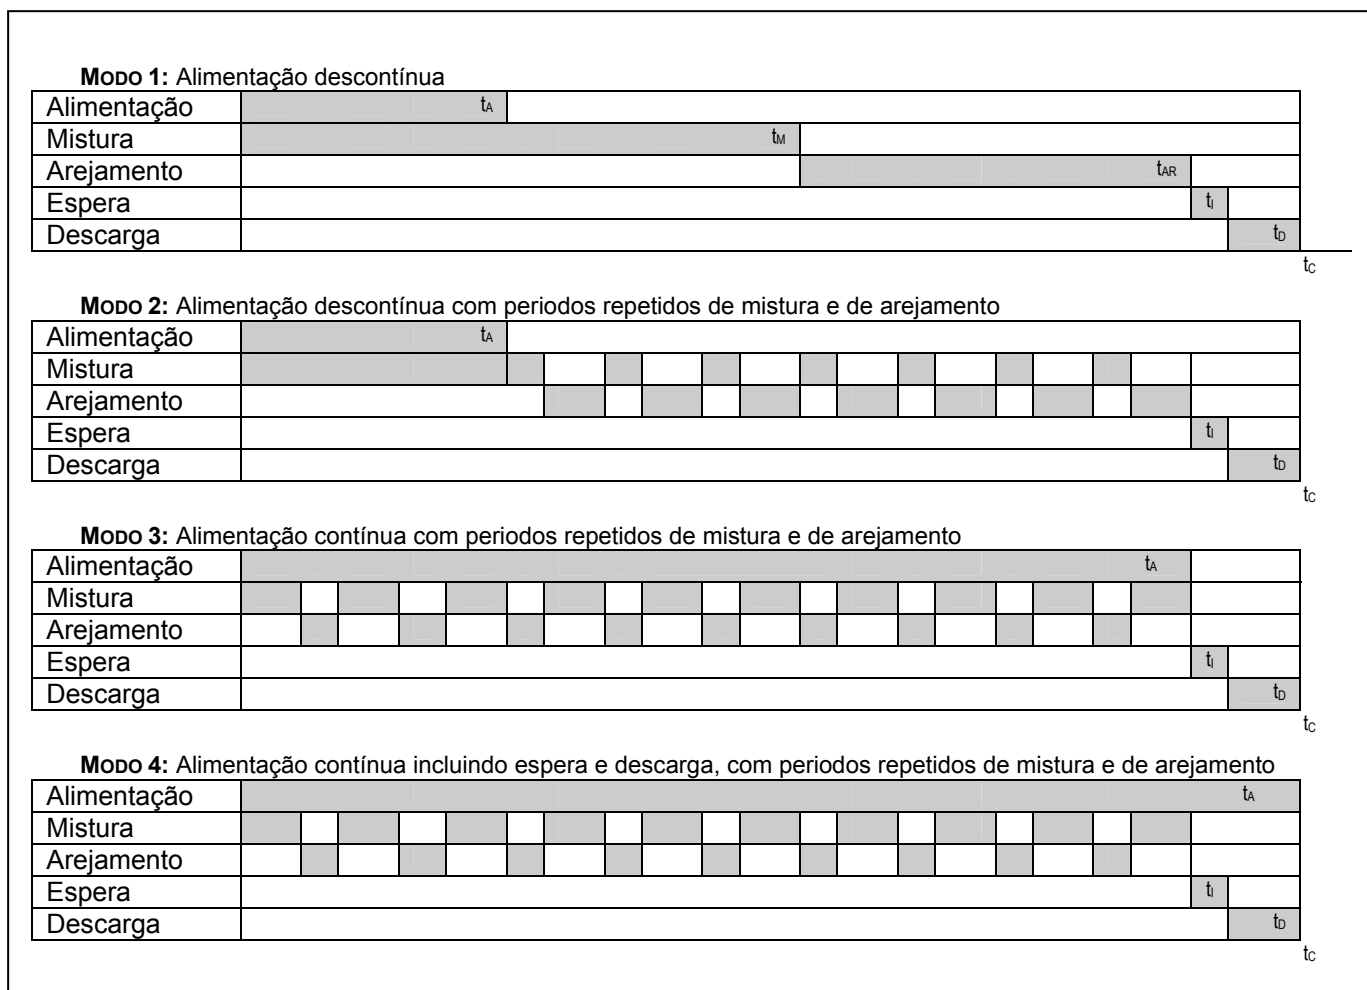 MODO 1: Alimentação descontínua
Alimentação tA
Mistura tM
Arejamento tAR
Espera tI
Descarga tD
tC
MODO 2: Alimentação descontínua com periodos repetidos de mistura e de arejamento
Alimentação tA
Mistura
Arejamento
Espera tI
Descarga tD
tC
MODO 3: Alimentação contínua com periodos repetidos de mistura e de arejamento
Alimentação tA
Mistura
Arejamento
Espera tI
Descarga tD
tC
MODO 4: Alimentação contínua incluindo espera e descarga, com periodos repetidos de mistura e de arejamento
Alimentação tA
Mistura
Arejamento
Espera tI
Descarga tD
tC